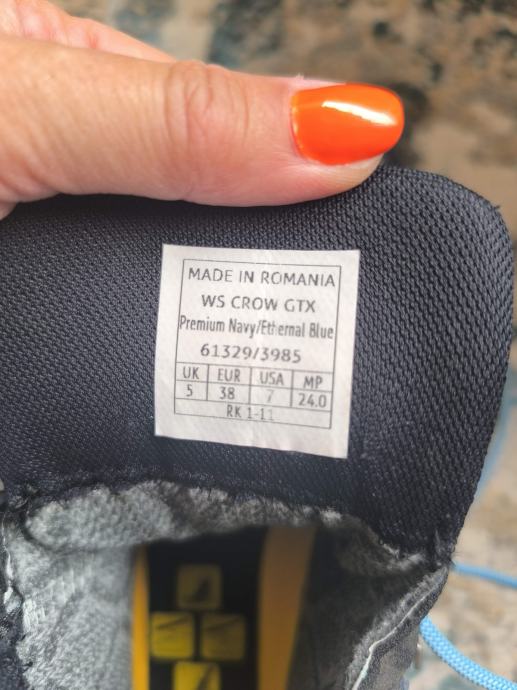 MADE IN ROMANIA
WS CROW GTX
Premium Navy/Ethernal Blue
61329/3985
UK EUR USA MP
5 38 7 24.0
RK 1-11